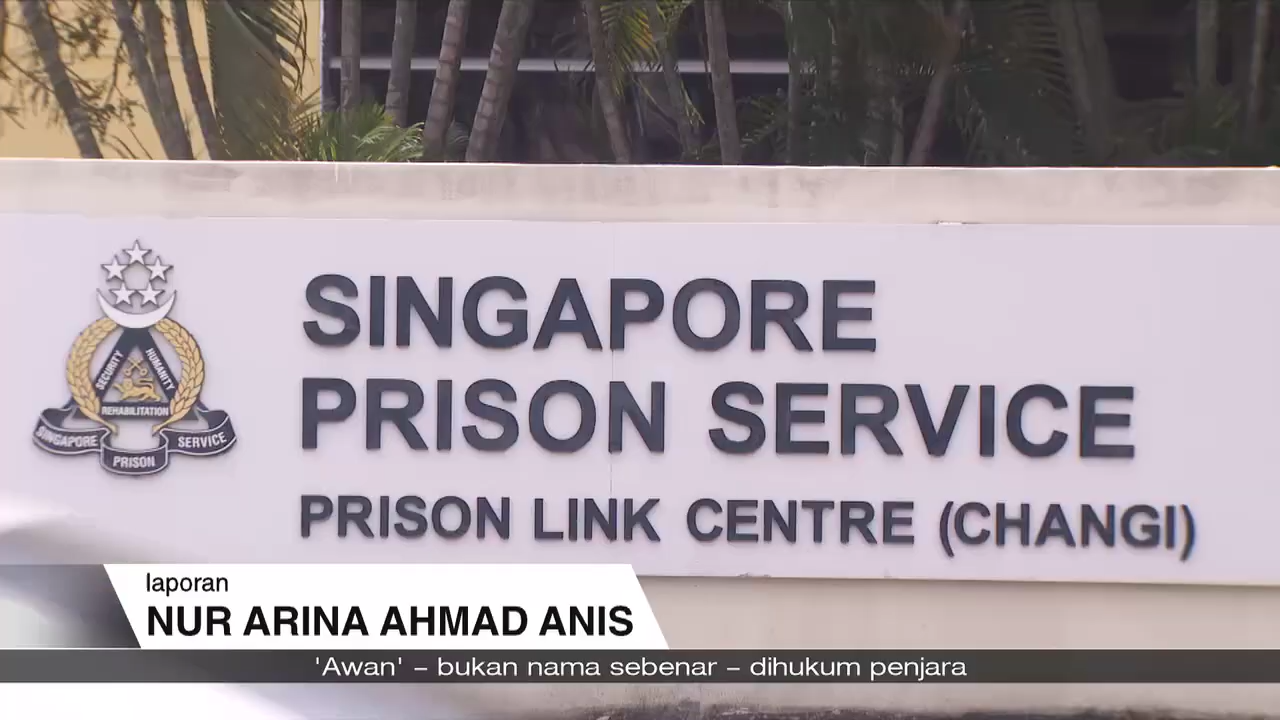 SECURITY
HUMANITY
REHABILITATION
SINGAPORE
PRISON
SERVICE
SINGAPORE
PRISON SERVICE
PRISON LINK CENTRE (CHANGI)
laporan
NUR ARINA AHMAD ANIS
'Awan' – bukan nama sebenar – dihukum penjara